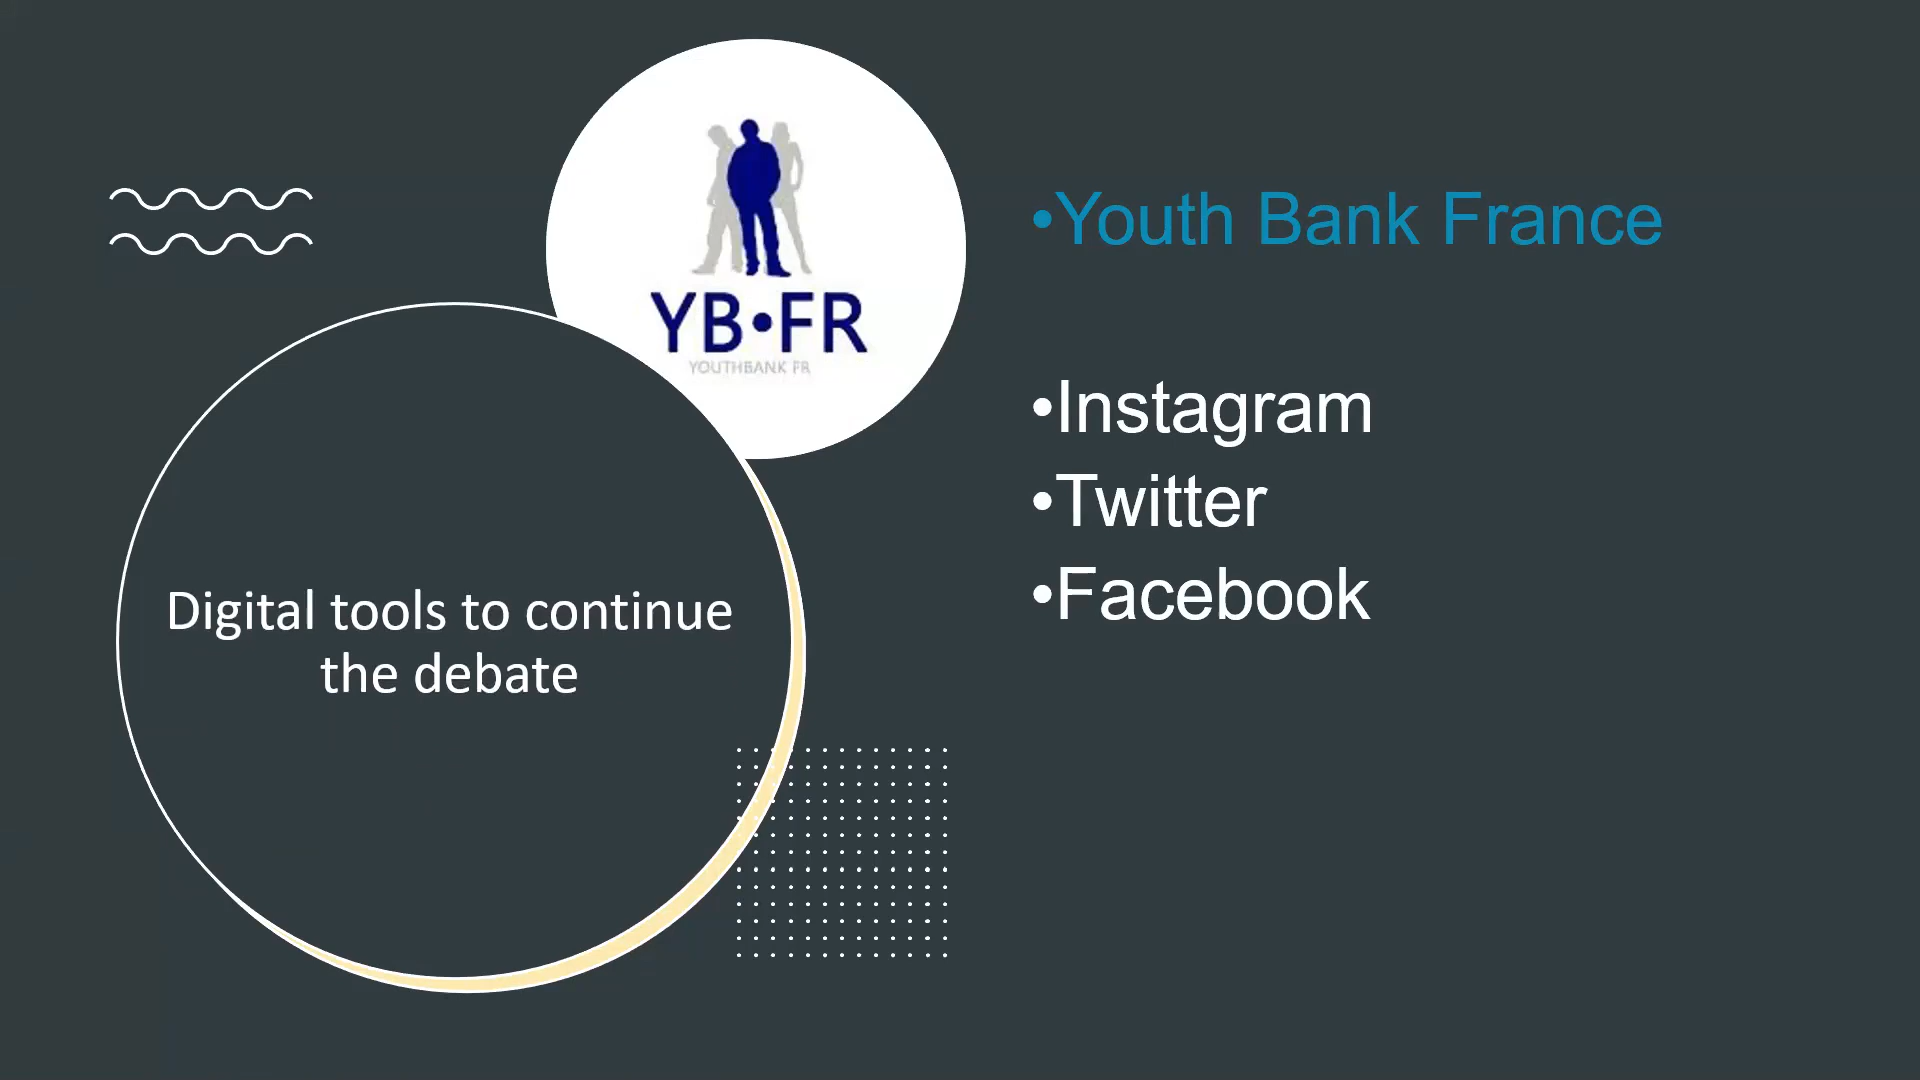 YB•FR
YOUTHBANK FR
Digital tools to continue
the debate
•Youth Bank France
•Instagram
•Twitter
•Facebook